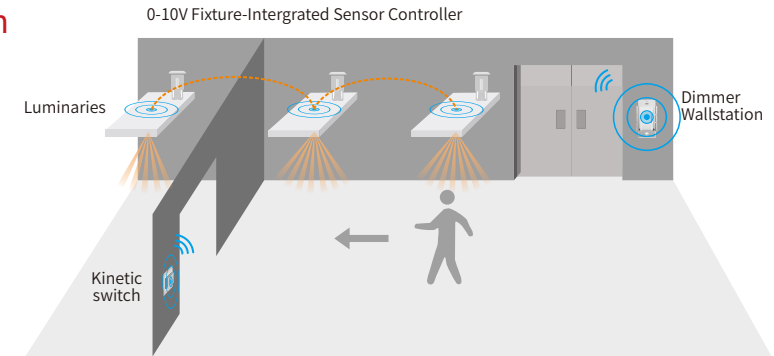 0-10V Fixture-Intergrated Sensor Controller
Luminaries
Dimmer
Wallstation
Kinetic
switch